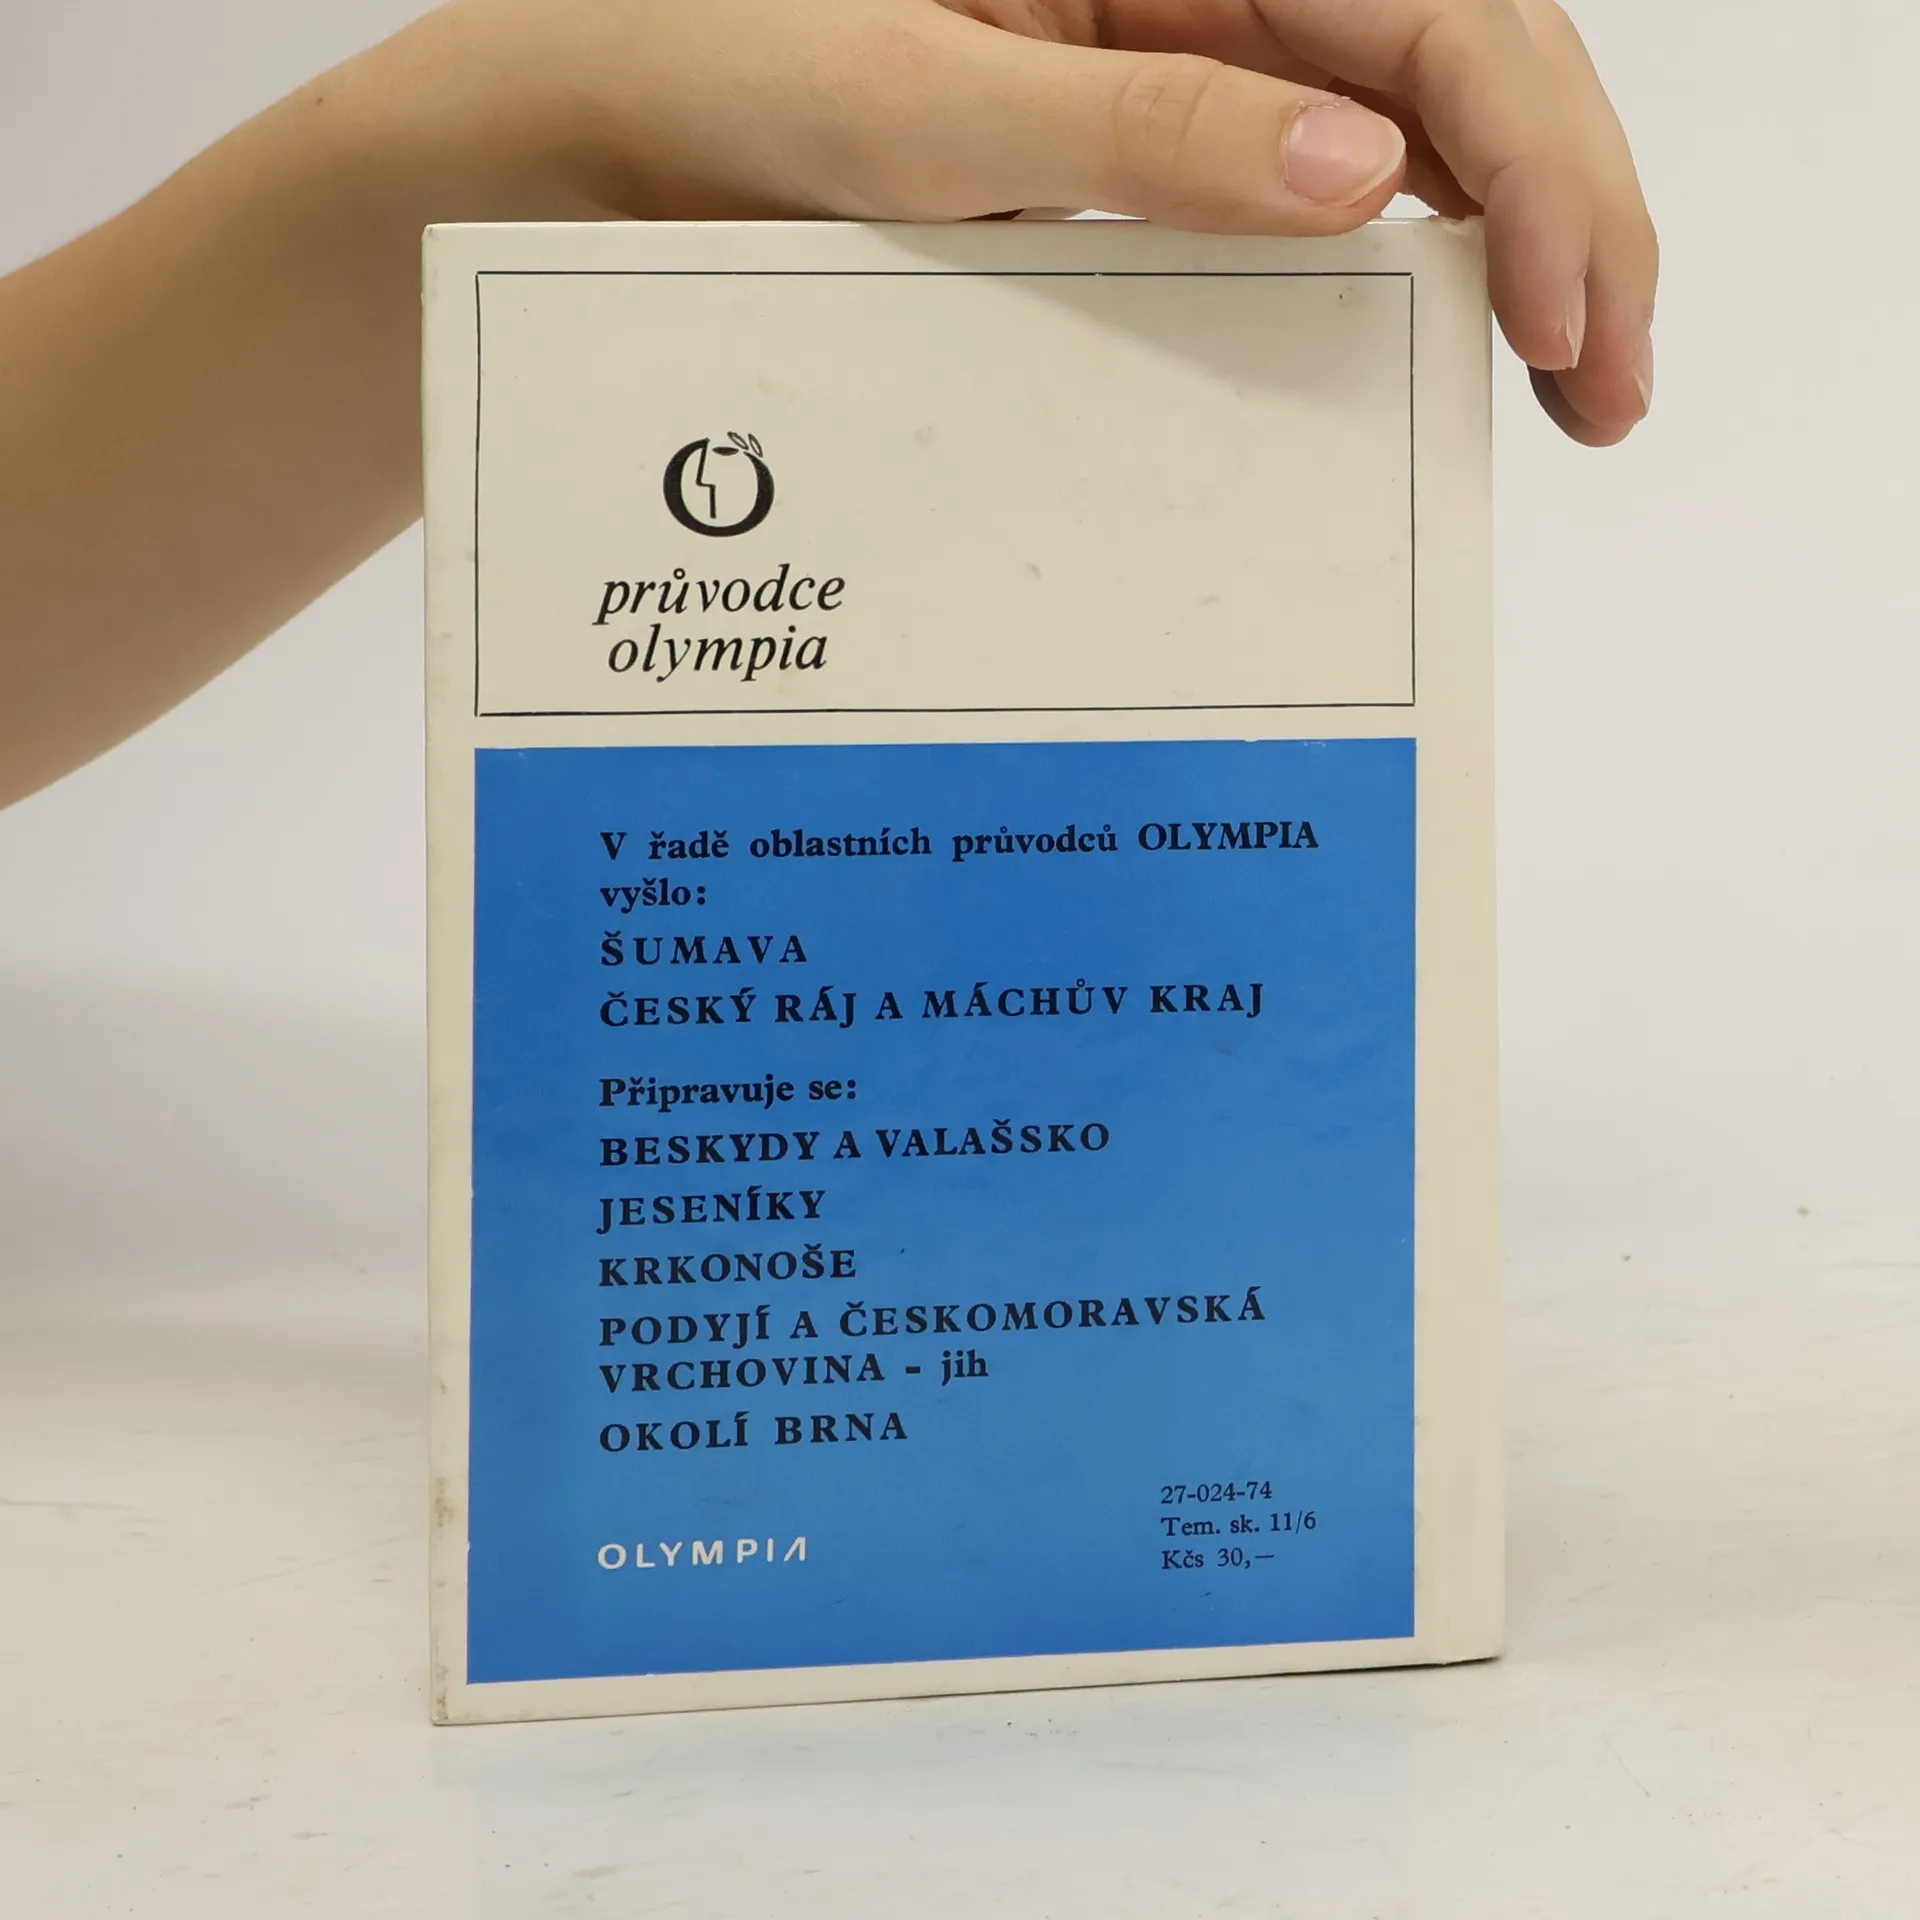 průvodce
olympia
V řadě oblastních průvodců OLYMPIA
vyšlo:
ŠUMAVA
ČESKÝ RÁJ A MÁCHŮV KRAJ
Připravuje se:
BESKYDY A VALAŠSKO
JESENÍKY
KRKONOŠE
PODYJÍ A ČESKOMORAVSKÁ
VRCHOVINA - jih
OKOLÍ BRNA
27-024-74
Tem. sk. 11/6
Kčs 30,—
OLYMPIA